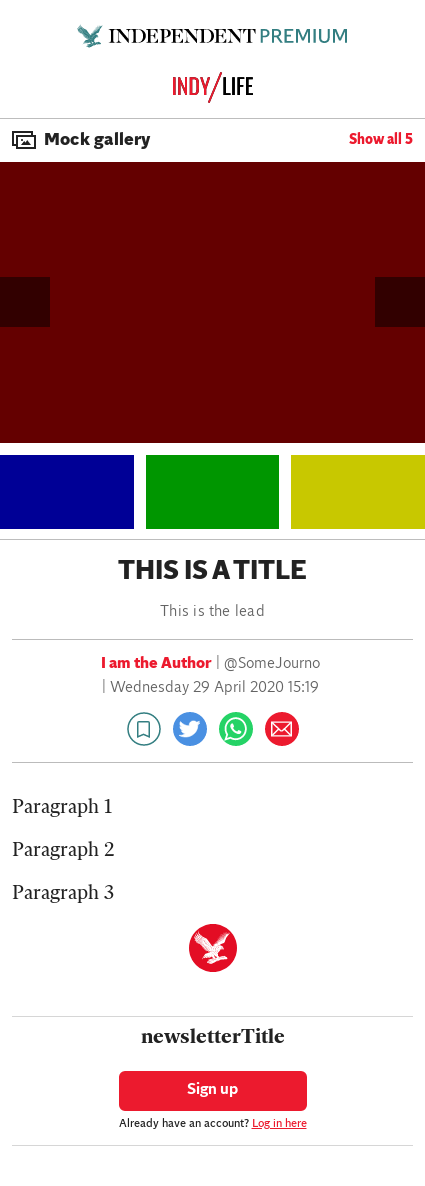 INDEPENDENT PREMIUM
INDY/LIFE
Mock gallery Show all 5
THIS IS A TITLE
This is the lead
I am the Author | @SomeJourno
| Wednesday 29 April 2020 15:19
Paragraph 1
Paragraph 2
Paragraph 3
newsletterTitle
Sign up
Already have an account? Log in here